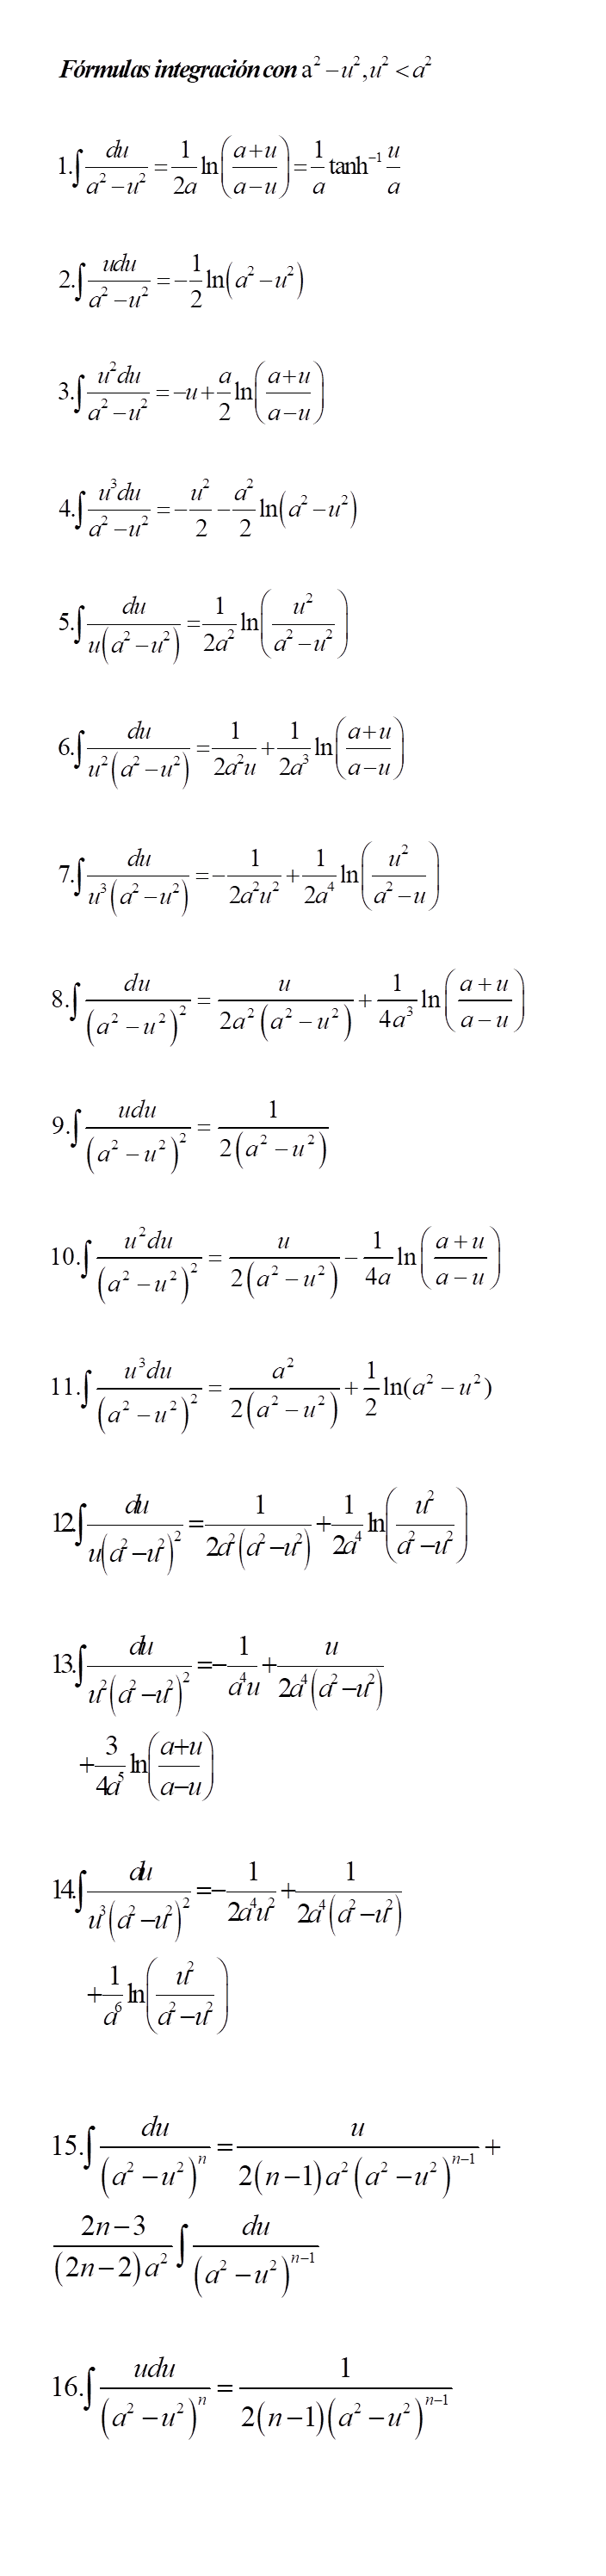 Fórmulas integración con a² − u², u² < a²
1. ∫ du/(a² − u²) = 1/(2a) ln((a+u)/(a−u)) = 1/a tanh⁻¹ u/a
2. ∫ udu/(a² − u²) = −1/2 ln(a² − u²)
3. ∫ u²du/(a² − u²) = −u + a/2 ln((a+u)/(a−u))
4. ∫ u³du/(a² − u²) = −u²/2 − a²/2 ln(a² − u²)
5. ∫ du/(u(a² − u²)) = 1/(2a²) ln(u²/(a² − u²))
6. ∫ du/(u²(a² − u²)) = 1/(2a²u) + 1/(2a³) ln((a+u)/(a−u))
7. ∫ du/(u³(a² − u²)) = −1/(2a²u²) + 1/(2a⁴) ln(u²/(a² − u))
8. ∫ du/(a² − u²)² = u/(2a²(a² − u²)) + 1/(4a³) ln((a+u)/(a−u))
9. ∫ udu/(a² − u²)² = 1/(2(a² − u²))
10. ∫ u²du/(a² − u²)² = u/(2(a² − u²)) − 1/(4a) ln((a+u)/(a−u))
11. ∫ u³du/(a² − u²)² = a²/(2(a² − u²)) + 1/2 ln(a² − u²)
12. ∫ du/(u(a² − u²)²) = 1/(2a²(a² − u²)) + 1/(2a⁴) ln(u²/(a² − u²))
13. ∫ du/(u²(a² − u²)²) = −1/(a⁴u) + u/(2a⁴(a² − u²))
+ 3/(4a⁵) ln((a+u)/(a−u))
14. ∫ du/(u³(a² − u²)²) = −1/(2a⁴u²) + 1/(2a⁴(a² − u²))
+ 1/a⁶ ln(u²/(a² − u²))
15. ∫ du/(a² − u²)ⁿ = u/(2(n−1)a²(a² − u²)ⁿ⁻¹) +
(2n−3)/((2n−2)a²) ∫ du/(a² − u²)ⁿ⁻¹
16. ∫ udu/(a² − u²)ⁿ = 1/(2(n−1)(a² − u²)ⁿ⁻¹)